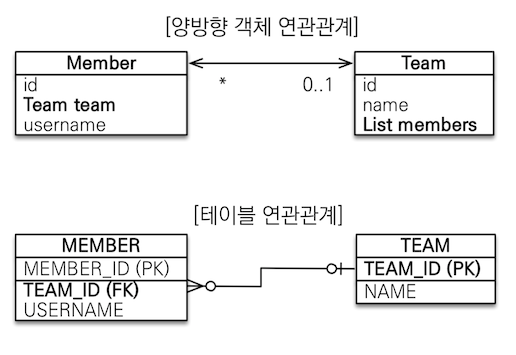 [양방향 객체 연관관계]
Member
id
Team team
username
*
0..1
Team
id
name
List members
[테이블 연관관계]
MEMBER
MEMBER_ID (PK)
TEAM_ID (FK)
USERNAME
TEAM
TEAM_ID (PK)
NAME